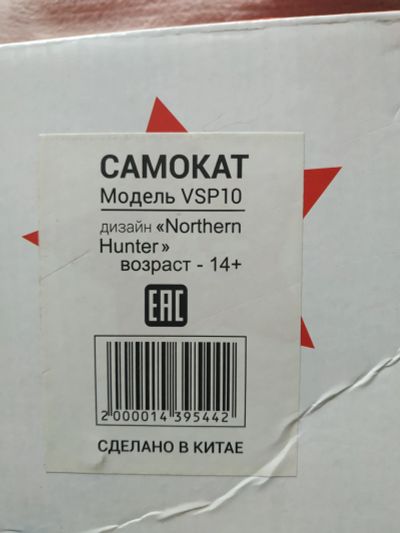 САМОКАТ
Модель VSP10
дизайн «Northern
Hunter»
возраст - 14+
EAC
2 000014 395442
СДЕЛАНО В КИТАЕ